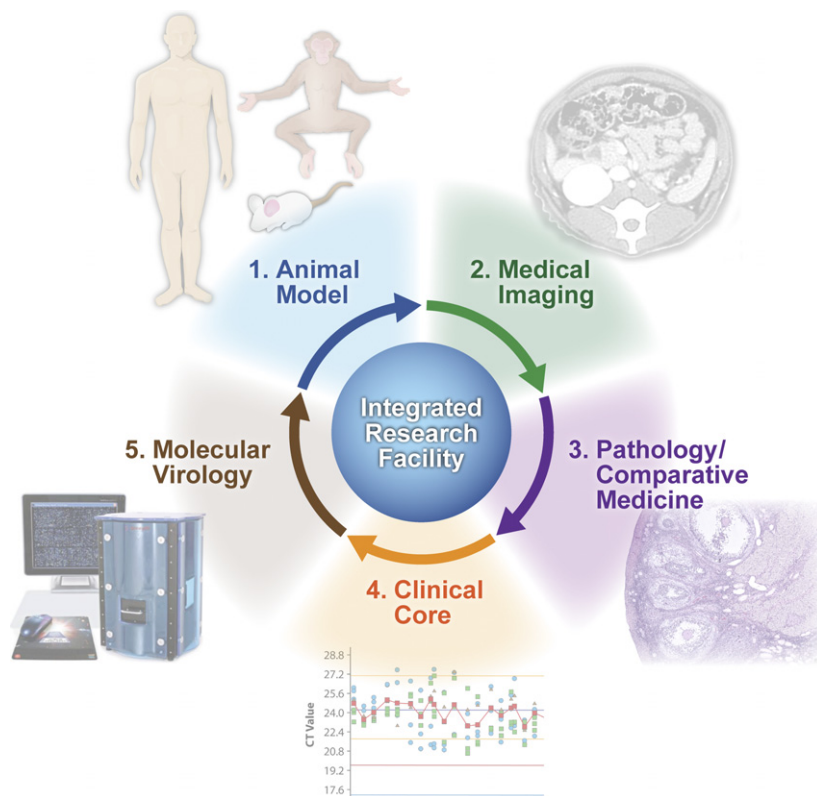 1. Animal
Model
2. Medical
Imaging
Integrated
Research
Facility
5. Molecular
Virology
3. Pathology/
Comparative
Medicine
4. Clinical
Core
28.8
27.2
25.6
24.0
22.4
20.8
19.2
17.6
CT Value